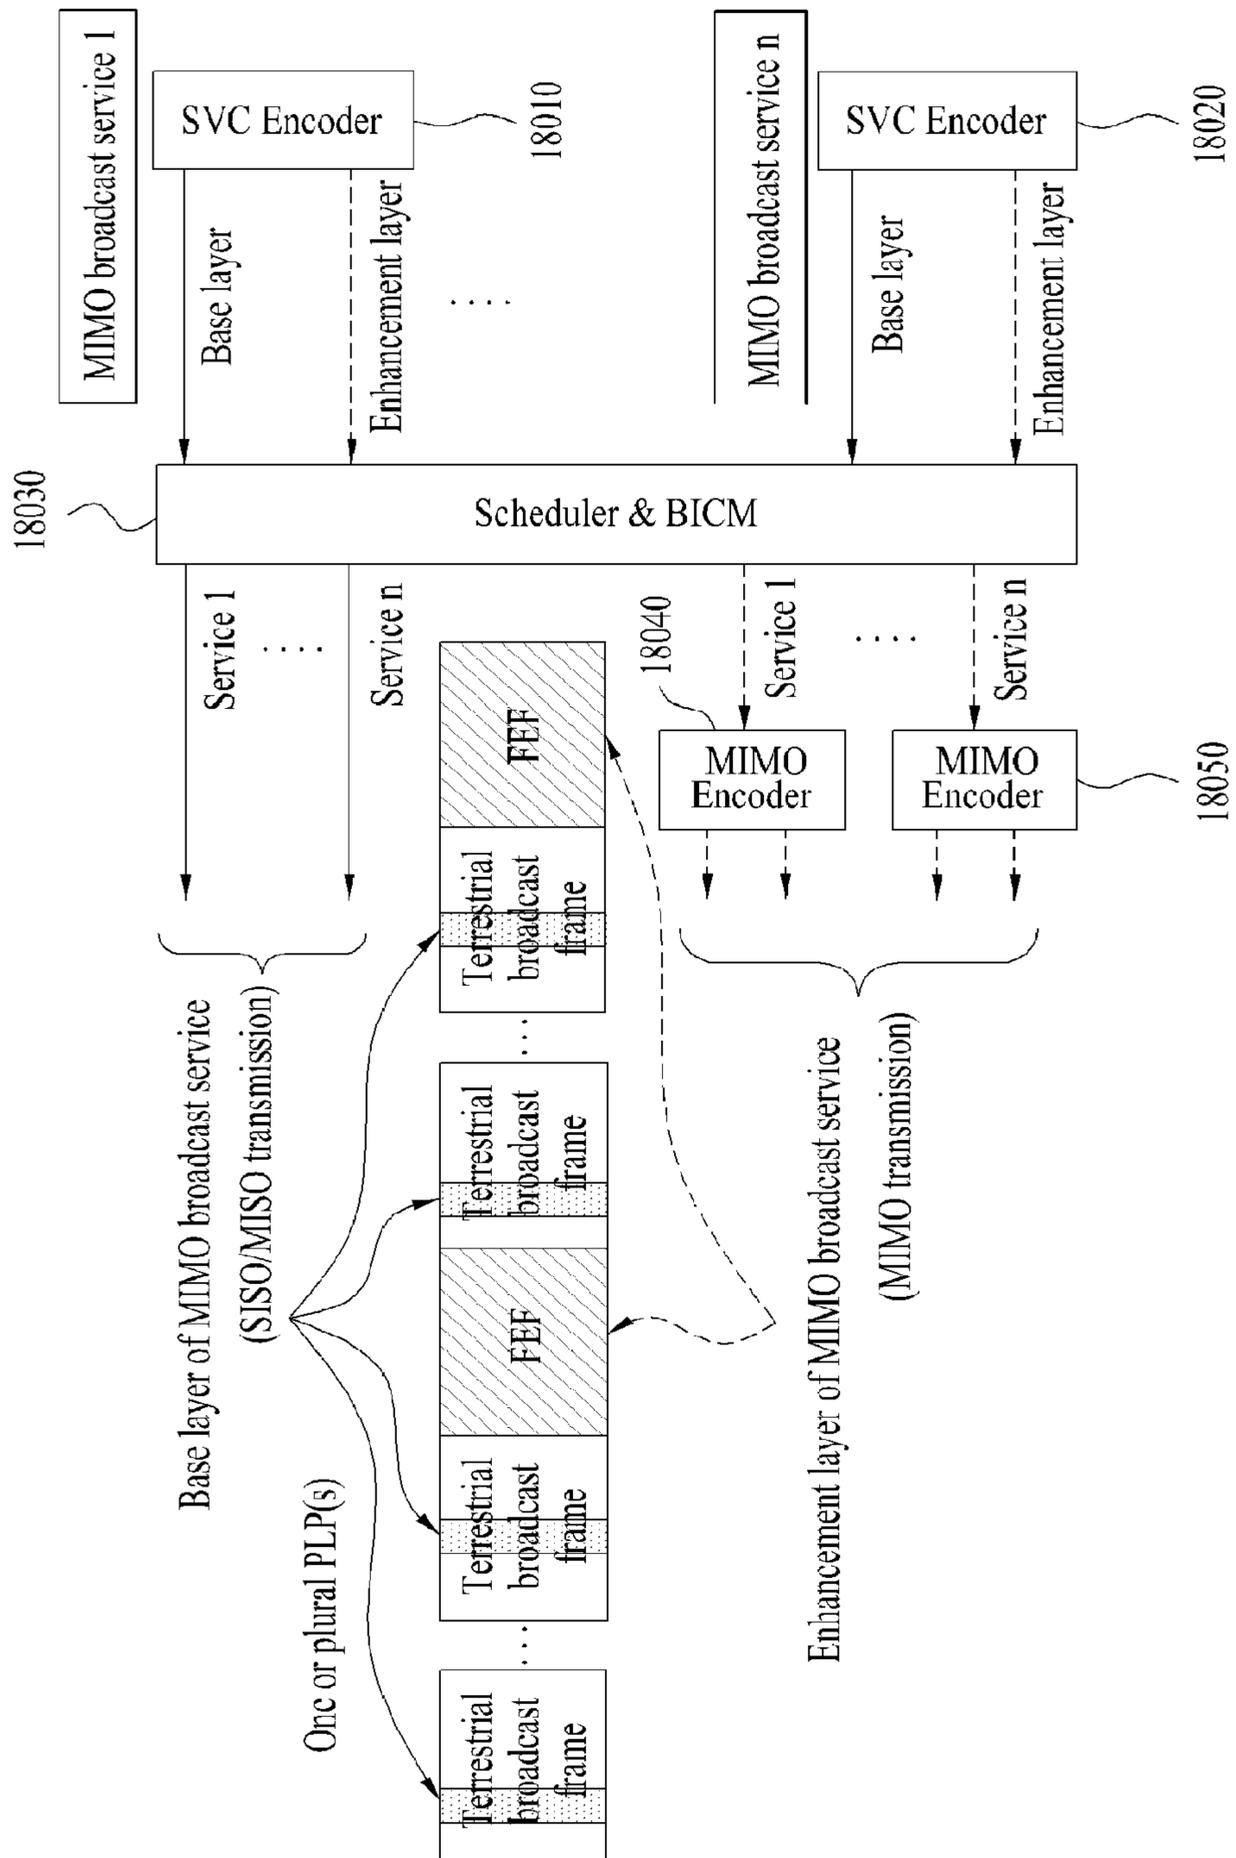 MIMO broadcast service 1
SVC Encoder
18010
Base layer
Enhancement layer
. . . .
MIMO broadcast service n
SVC Encoder
18020
Base layer
Enhancement layer
18030
Scheduler & BICM
Service 1
. . . .
Service n
18040
Service 1
. . . .
Service n
MIMO
Encoder
MIMO
Encoder
18050
Base layer of MIMO broadcast service
(SISO/MISO transmission)
One or plural PLP(s)
Terrestrial
broadcast
frame
. . . .
Terrestrial
broadcast
frame
FEF
Terrestrial
broadcast
frame
. . . .
Terrestrial
broadcast
frame
FEF
Enhancement layer of MIMO broadcast service
(MIMO transmission)